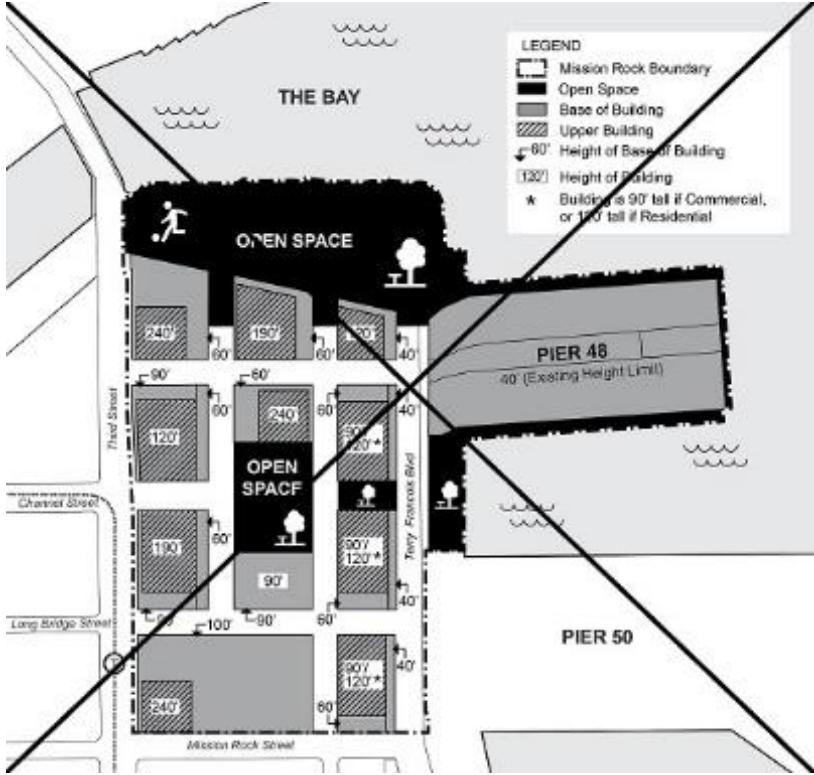 LEGEND
Mission Rock Boundary
Open Space
Base of Building
Upper Building
60' Height of Base of Building
120' Height of Building
* Building is 90' tall if Commercial,
or 120' tall if Residential
THE BAY
OPEN SPACE
240'
190'
120'
60'
60'
40'
PIER 48
40' (Existing Height Limit)
90'
60'
60'
60'
40'
120'
240'
90'/
120'*
Third Street
OPEN
SPACE
Terry Francois Blvd
Channel Street
190'
60'
90'/
120'*
90'
40'
Long Bridge Street
90'
100'
90'
60'
PIER 50
40'
90'/
120'*
240'
60'
Mission Rock Street
T